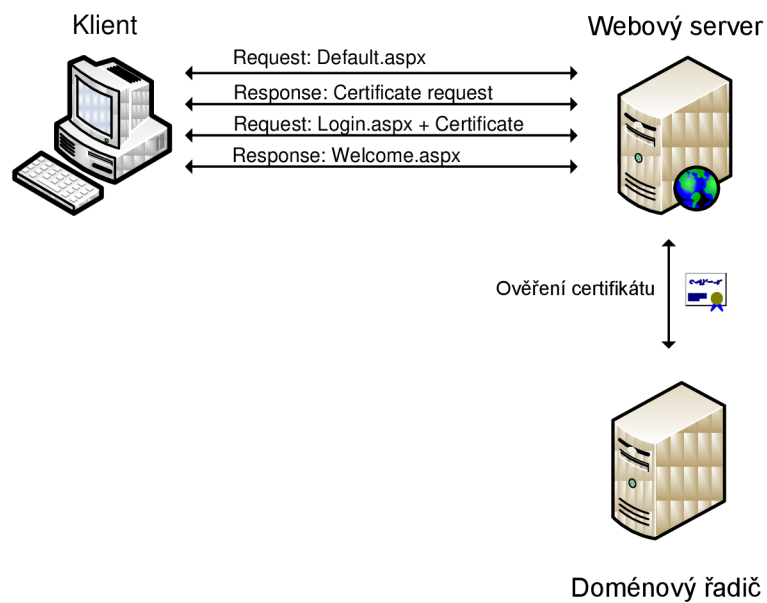 Klient
Webový server
Request: Default.aspx
Response: Certificate request
Request: Login.aspx + Certificate
Response: Welcome.aspx
Ověření certifikátu
Doménový řadič